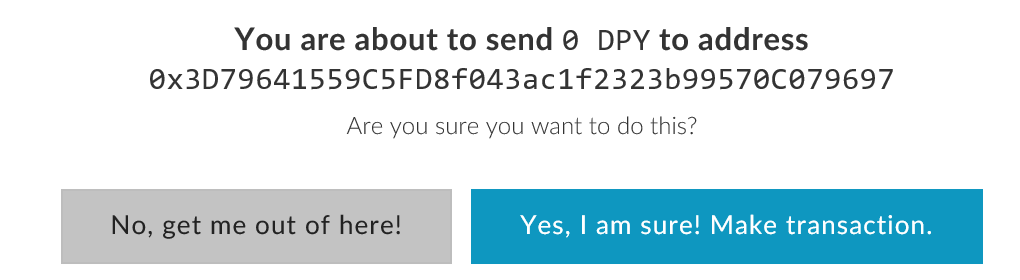 You are about to send 0 DPY to address
0x3D79641559C5FD8f043ac1f2323b99570C079697
Are you sure you want to do this?
No, get me out of here!
Yes, I am sure! Make transaction.